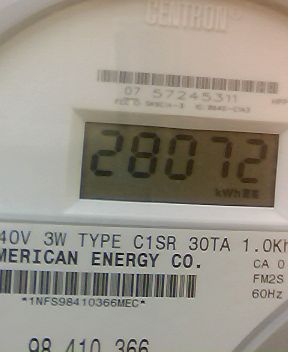 CENTRON
07 57245311
28072
kWh
40V 3W TYPE C1SR 30TA 1.0Kh
MERICAN ENERGY CO.
CA 0
FM2S
60Hz
*1NFS98410366MEC*
98 410 366